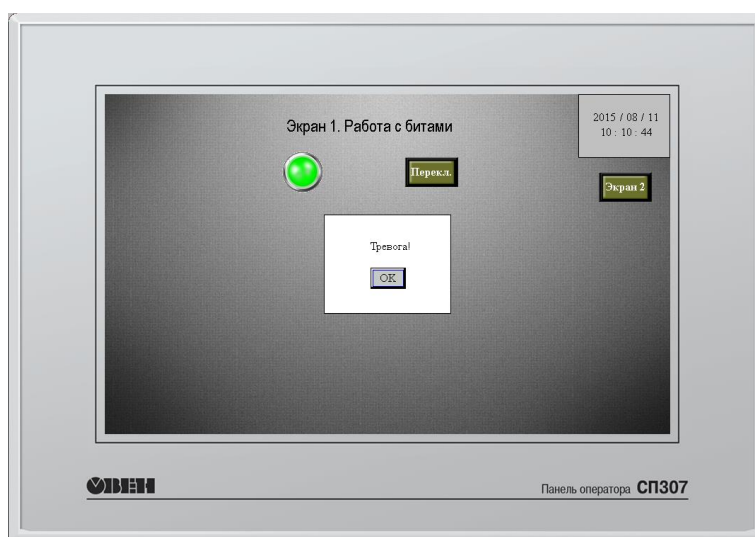 Экран 1. Работа с битами
2015 / 08 / 11
10 : 10 : 44
Перекл.
Экран 2
Тревога!
OK
ОВЕН
Панель оператора СП307